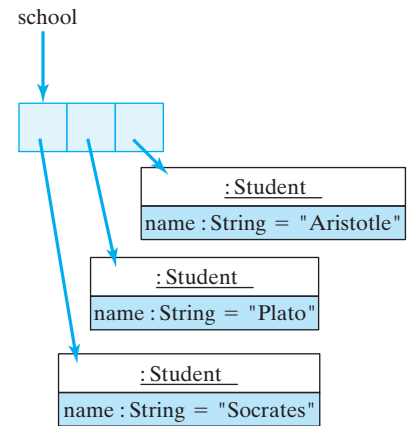 school
:Student
name : String = "Aristotle"
:Student
name : String = "Plato"
:Student
name : String = "Socrates"